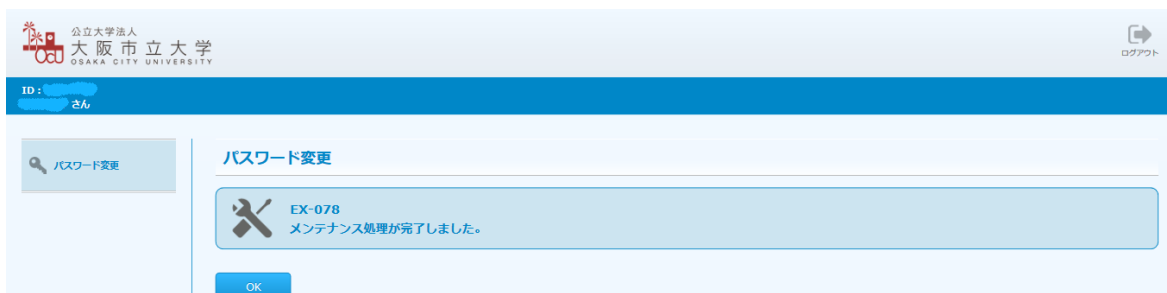 公立大学法人
大阪市立大学
OSAKA CITY UNIVERSITY
OCU
ログアウト
ID :
さん
パスワード変更
パスワード変更
EX-078
メンテナンス処理が完了しました。
OK